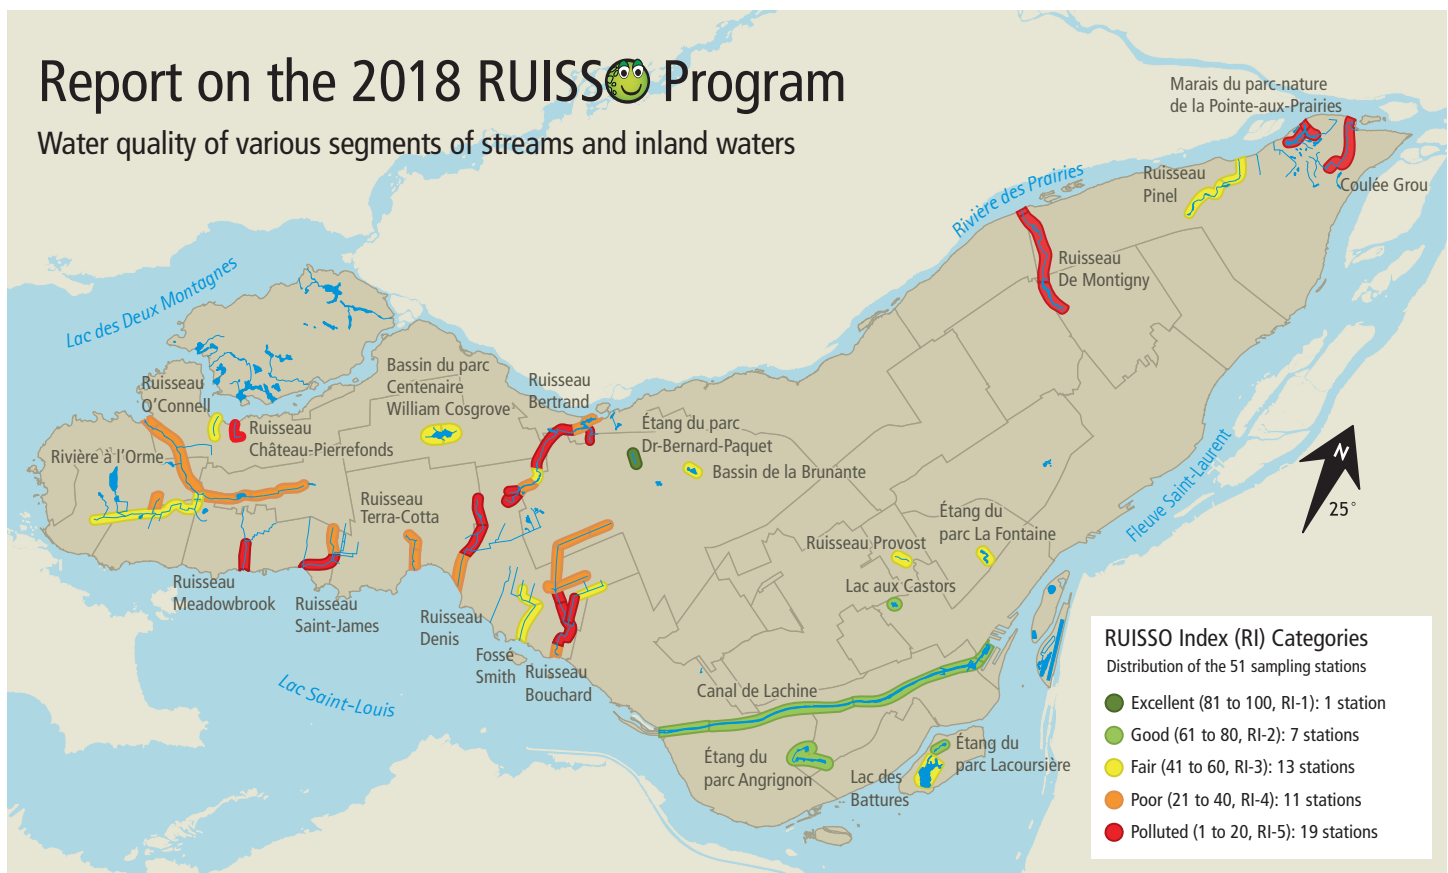 Report on the 2018 RUISSO Program
Water quality of various segments of streams and inland waters
Marais du parc-nature
de la Pointe-aux-Prairies
Coulée Grou
Ruisseau
Pinel
Rivière des Prairies
Ruisseau
De Montigny
Lac des Deux Montagnes
Ruisseau
O'Connell
Ruisseau
Château-Pierrefonds
Bassin du parc
Centenaire
William Cosgrove
Ruisseau
Bertrand
Étang du parc
Dr-Bernard-Paquet
Bassin de la Brunante
Rivière à l'Orme
Ruisseau
Terra-Cotta
Étang du
parc La Fontaine
Ruisseau Provost
Lac aux Castors
Fleuve Saint-Laurent
N
25°
Ruisseau
Meadowbrook
Ruisseau
Saint-James
Ruisseau
Denis
Fossé
Smith
Ruisseau
Bouchard
Lac Saint-Louis
Canal de Lachine
Étang du
parc Angrignon
Lac des
Battures
Étang du
parc Lacoursière
RUISSO Index (RI) Categories
Distribution of the 51 sampling stations
Excellent (81 to 100, RI-1): 1 station
Good (61 to 80, RI-2): 7 stations
Fair (41 to 60, RI-3): 13 stations
Poor (21 to 40, RI-4): 11 stations
Polluted (1 to 20, RI-5): 19 stations